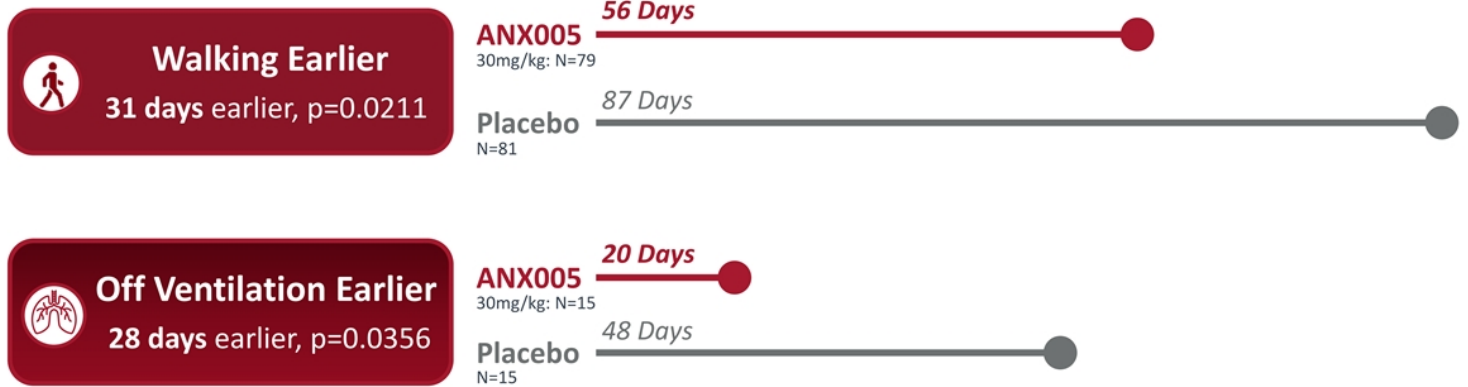 Walking Earlier
31 days earlier, p=0.0211
56 Days
ANX005
30mg/kg: N=79
87 Days
Placebo
N=81
Off Ventilation Earlier
28 days earlier, p=0.0356
20 Days
ANX005
30mg/kg: N=15
48 Days
Placebo
N=15